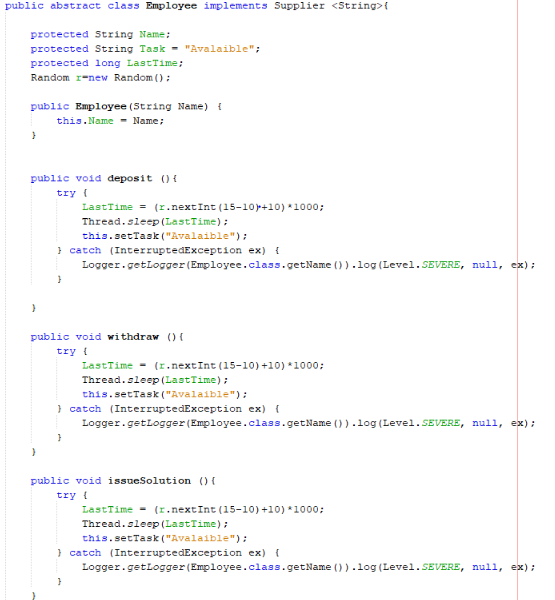 public abstract class Employee implements Supplier <String>{
protected String Name;
protected String Task = "Avalaible";
protected long LastTime;
Random r=new Random();
public Employee(String Name) {
this.Name = Name;
}
public void deposit (){
try {
LastTime = (r.nextInt(15-10)+10)*1000;
Thread.sleep(LastTime);
this.setTask("Avalaible");
} catch (InterruptedException ex) {
Logger.getLogger(Employee.class.getName()).log(Level.SEVERE, null, ex);
}
}
public void withdraw (){
try {
LastTime = (r.nextInt(15-10)+10)*1000;
Thread.sleep(LastTime);
this.setTask("Avalaible");
} catch (InterruptedException ex) {
Logger.getLogger(Employee.class.getName()).log(Level.SEVERE, null, ex);
}
}
public void issueSolution (){
try {
LastTime = (r.nextInt(15-10)+10)*1000;
Thread.sleep(LastTime);
this.setTask("Avalaible");
} catch (InterruptedException ex) {
Logger.getLogger(Employee.class.getName()).log(Level.SEVERE, null, ex);
}
}